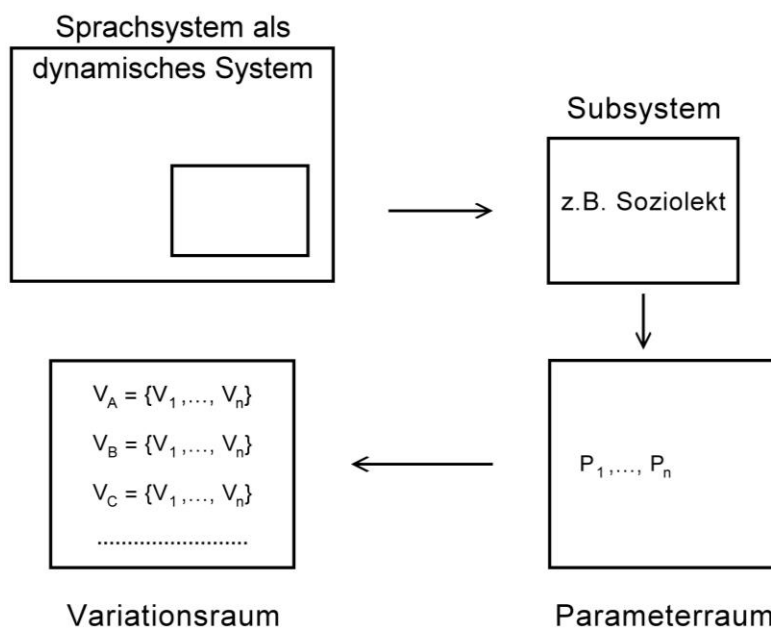 Sprachsystem als
dynamisches System
Subsystem
z.B. Soziolekt
V_A = {V_1,..., V_n}
V_B = {V_1,..., V_n}
V_C = {V_1,..., V_n}
..........................
P_1,..., P_n
Variationsraum
Parameterraum